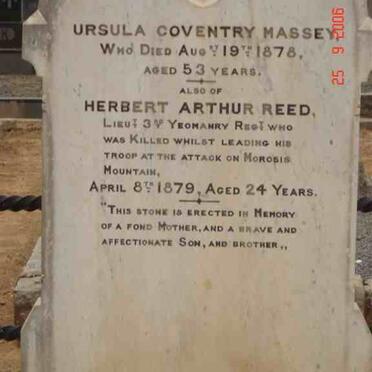 URSULA COVENTRY MASSEY
WHO DIED AUGST 19TH 1878,
AGED 53 YEARS.
ALSO OF
HERBERT ARTHUR REED,
LIEUT 3RD YEOMANRY REGT WHO
WAS KILLED WHILST LEADING HIS
TROOP AT THE ATTACK ON MOROSIS
MOUNTAIN,
APRIL 8TH 1879, AGED 24 YEARS.
"THIS STONE IS ERECTED IN MEMORY
OF A FOND MOTHER, AND A BRAVE AND
AFFECTIONATE SON, AND BROTHER,,
25 9 2006